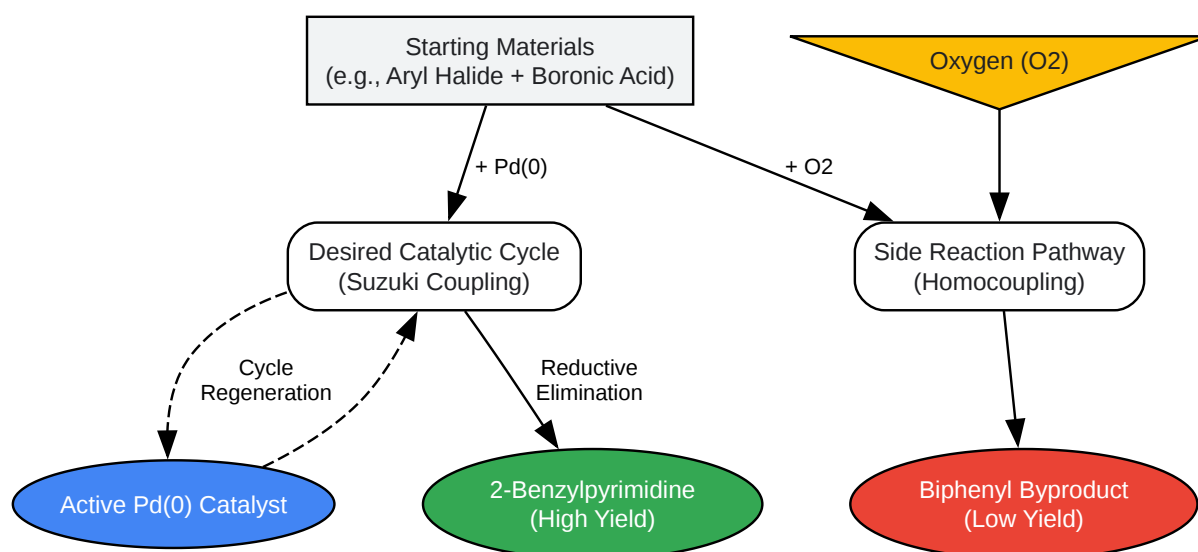 Starting Materials
(e.g., Aryl Halide + Boronic Acid)
Oxygen (O2)
+ Pd(0)
+ O2
Desired Catalytic Cycle
(Suzuki Coupling)
Side Reaction Pathway
(Homocoupling)
Cycle
Regeneration
Reductive
Elimination
Active Pd(0) Catalyst
2-Benzylpyrimidine
(High Yield)
Biphenyl Byproduct
(Low Yield)